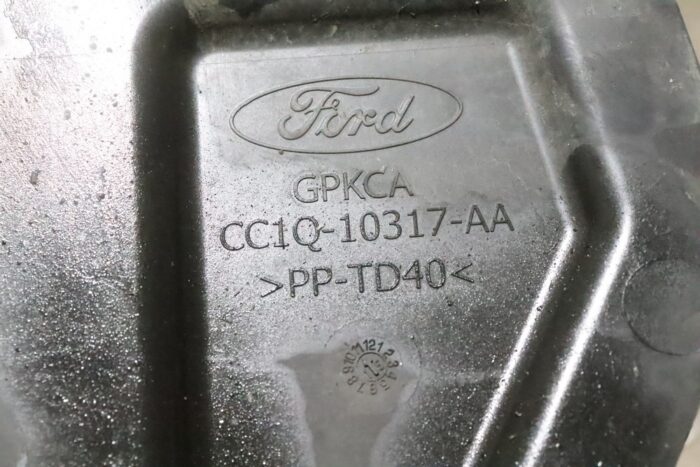 Ford
GPKCA
CC1Q-10317-AA
>PP-TD40<